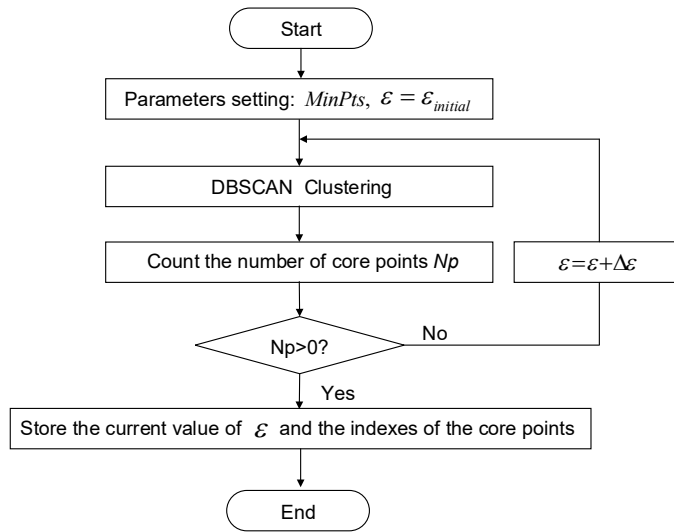 Start
Parameters setting: MinPts, ε = ε_initial
DBSCAN Clustering
Count the number of core points Np
ε=ε+Δε
Np>0?
No
Yes
Store the current value of ε and the indexes of the core points
End